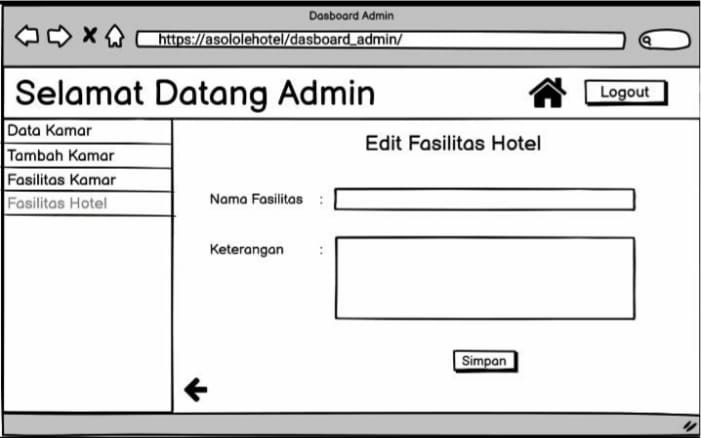 Dasboard Admin
https://asololehotel/dasboard_admin/
Selamat Datang Admin
Logout
Data Kamar
Tambah Kamar
Fasilitas Kamar
Fasilitas Hotel
Edit Fasilitas Hotel
Nama Fasilitas :
Keterangan :
Simpan